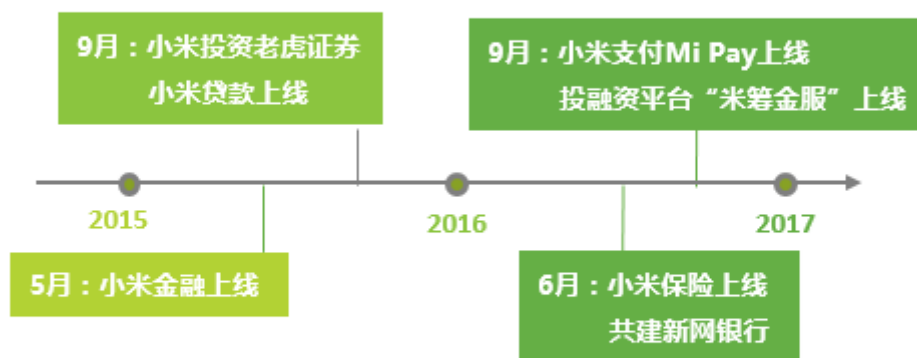 9月：小米投资老虎证券
小米贷款上线
9月：小米支付Mi Pay上线
投融资平台“米筹金服”上线
2015
2016
2017
5月：小米金融上线
6月：小米保险上线
共建新网银行